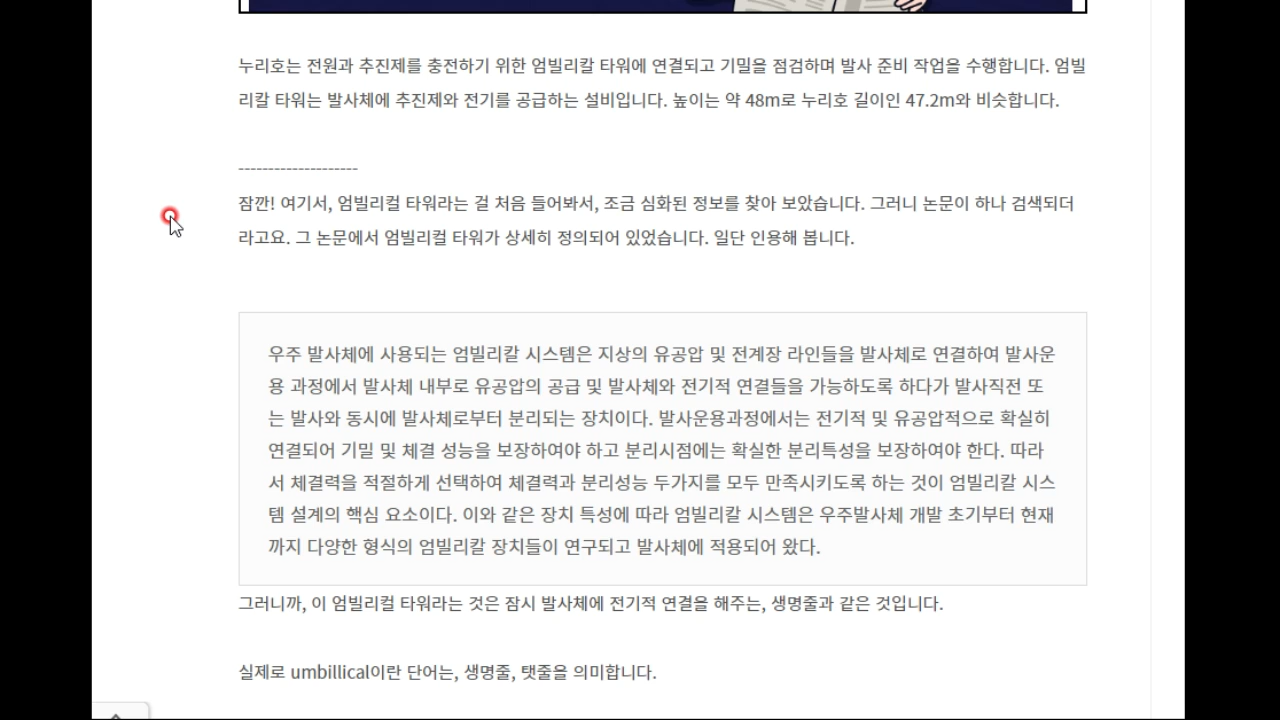 누리호는 전원과 추진제를 충전하기 위한 엄빌리칼 타워에 연결되고 기밀을 점검하며 발사 준비 작업을 수행합니다. 엄빌
리칼 타워는 발사체에 추진제와 전기를 공급하는 설비입니다. 높이는 약 48m로 누리호 길이인 47.2m와 비슷합니다.
--------------------
잠깐! 여기서, 엄빌리컬 타워라는 걸 처음 들어봐서, 조금 심화된 정보를 찾아 보았습니다. 그러니 논문이 하나 검색되더
라고요. 그 논문에서 엄빌리컬 타워가 상세히 정의되어 있었습니다. 일단 인용해 봅니다.
우주 발사체에 사용되는 엄빌리칼 시스템은 지상의 유공압 및 전계장 라인들을 발사체로 연결하여 발사운
용 과정에서 발사체 내부로 유공압의 공급 및 발사체와 전기적 연결들을 가능하도록 하다가 발사직전 또
는 발사와 동시에 발사체로부터 분리되는 장치이다. 발사운용과정에서는 전기적 및 유공압적으로 확실히
연결되어 기밀 및 체결 성능을 보장하여야 하고 분리시점에는 확실한 분리특성을 보장하여야 한다. 따라
서 체결력을 적절하게 선택하여 체결력과 분리성능 두가지를 모두 만족시키도록 하는 것이 엄빌리칼 시스
템 설계의 핵심 요소이다. 이와 같은 장치 특성에 따라 엄빌리칼 시스템은 우주발사체 개발 초기부터 현재
까지 다양한 형식의 엄빌리칼 장치들이 연구되고 발사체에 적용되어 왔다.
그러니까, 이 엄빌리컬 타워라는 것은 잠시 발사체에 전기적 연결을 해주는, 생명줄과 같은 것입니다.
실제로 umbillical이란 단어는, 생명줄, 탯줄을 의미합니다.